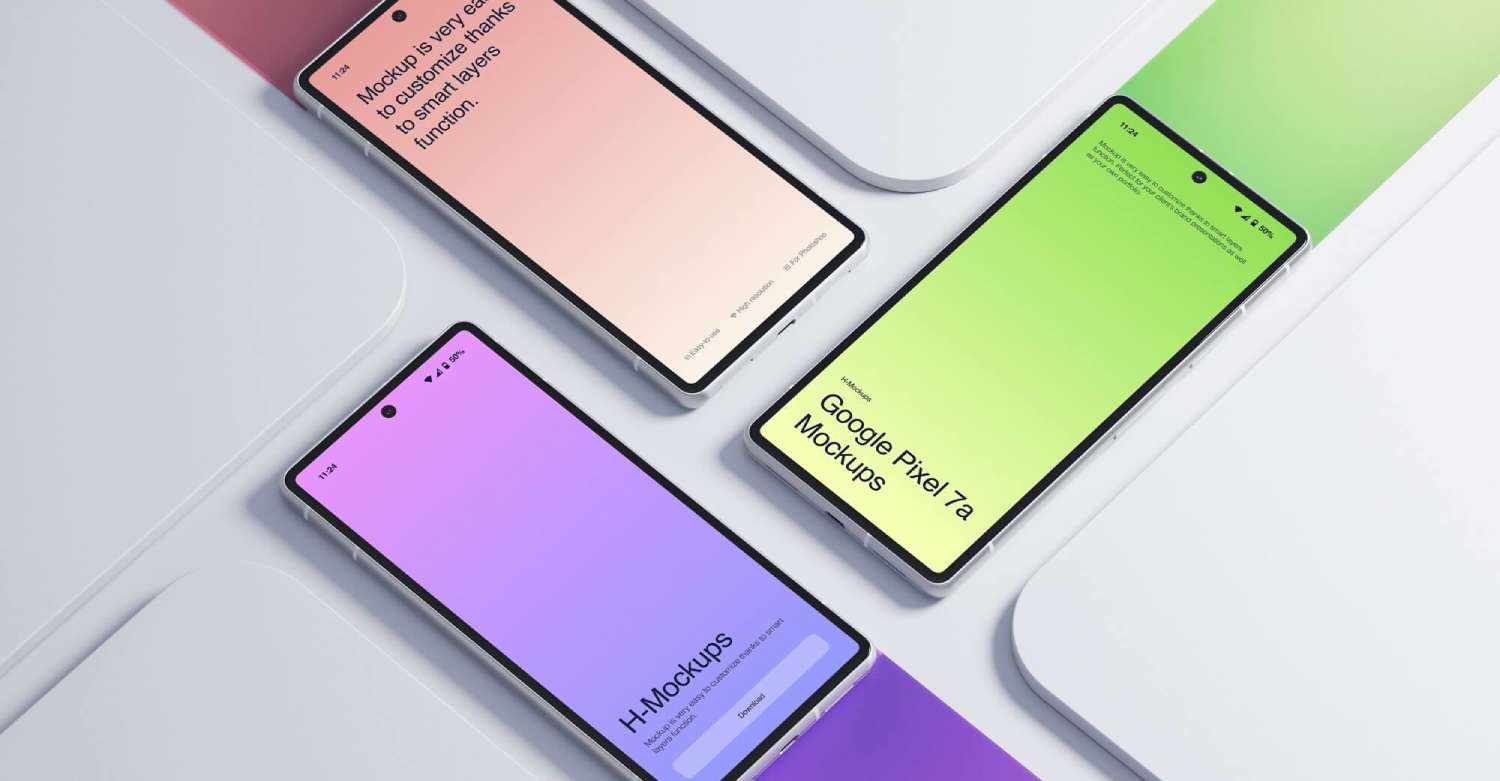 11:24
Mockup is very ea
to customize thanks
to smart layers
function.
Easy-to-use
High resolution
For Photoshop
11:24
50%
Mockup is very easy to customize thanks to smart layers
function. Perfect for your client's brand presentations as well
as your own portfolio.
H-Mockups
Google Pixel 7a
Mockups
11:24
50%
H-Mockups
Mockup is very easy to customize thanks to smart
layers function.
Download